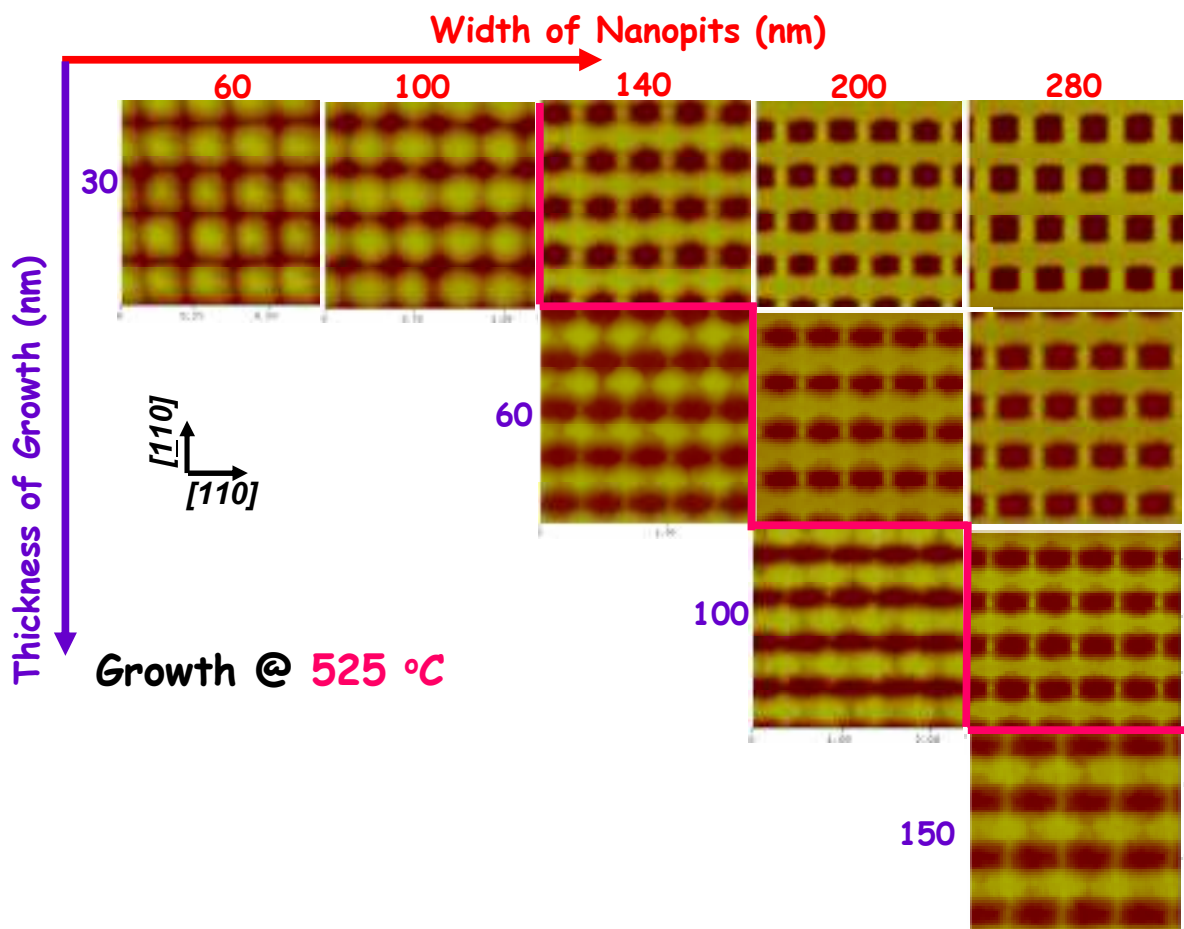 Width of Nanopits (nm)
60 100 140 200 280
30
Thickness of Growth (nm)
60
[110]
[110]
100
Growth @ 525 °C
150